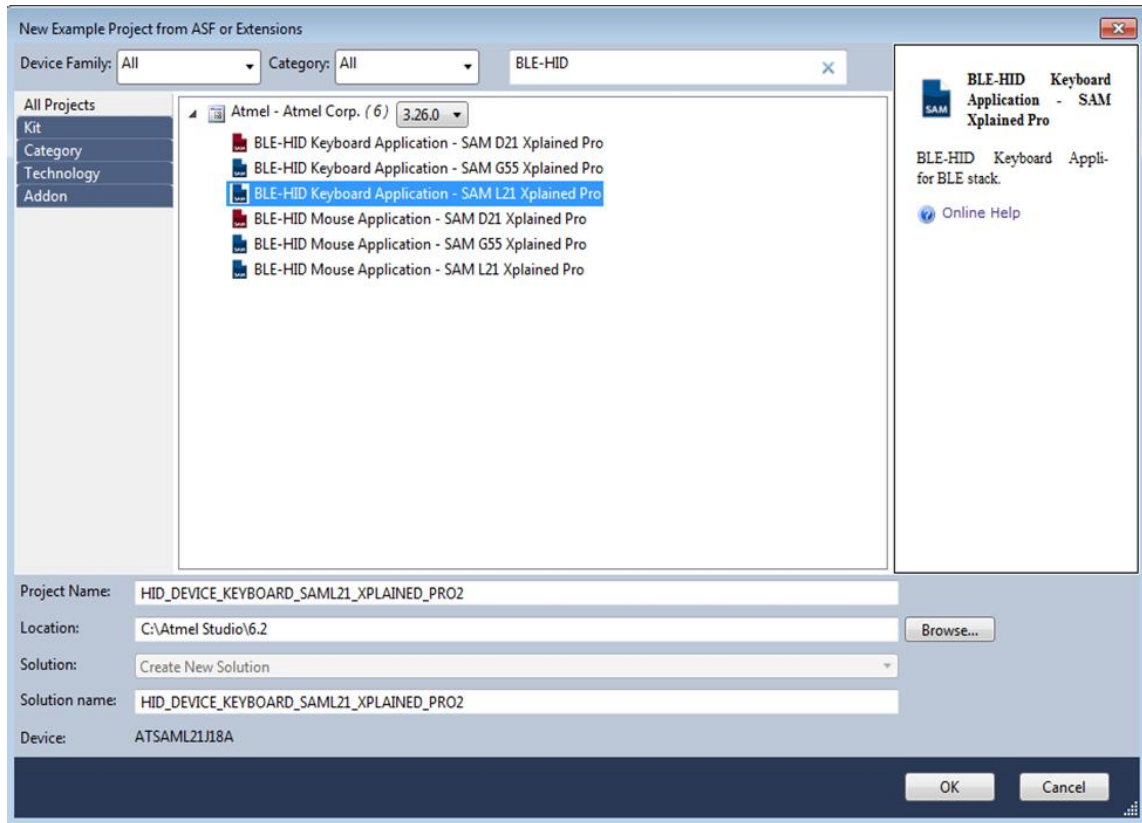 New Example Project from ASF or Extensions
Device Family: All Category: All BLE-HID
All Projects
Kit
Category
Technology
Addon
Atmel - Atmel Corp. (6) 3.26.0
BLE-HID Keyboard Application - SAM D21 Xplained Pro
BLE-HID Keyboard Application - SAM G55 Xplained Pro
BLE-HID Keyboard Application - SAM L21 Xplained Pro
BLE-HID Mouse Application - SAM D21 Xplained Pro
BLE-HID Mouse Application - SAM G55 Xplained Pro
BLE-HID Mouse Application - SAM L21 Xplained Pro
SAM
BLE-HID Keyboard
Application - SAM
Xplained Pro
BLE-HID Keyboard Appli-
for BLE stack.
Online Help
Project Name: HID_DEVICE_KEYBOARD_SAML21_XPLAINED_PRO2
Location: C:\Atmel Studio\6.2 Browse...
Solution: Create New Solution
Solution name: HID_DEVICE_KEYBOARD_SAML21_XPLAINED_PRO2
Device: ATSAML21J18A
OK Cancel